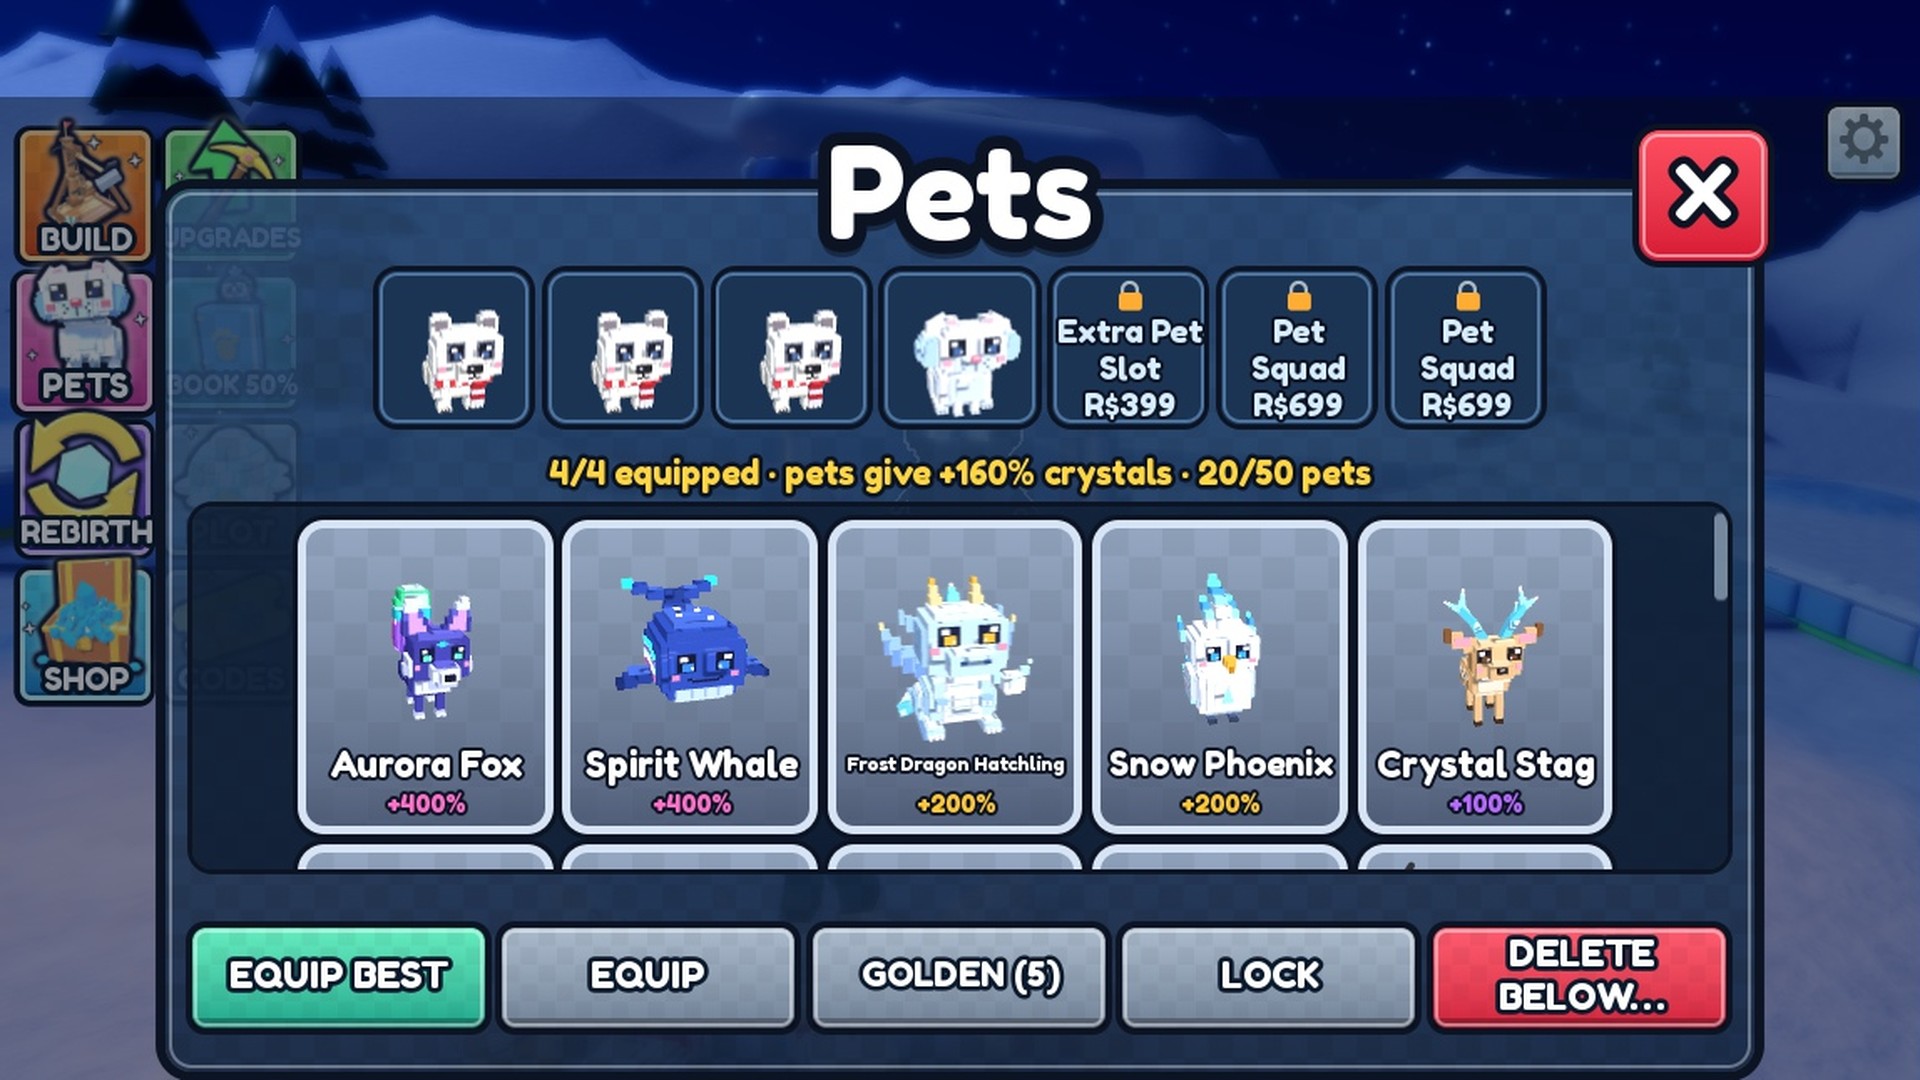 Pets
BUILD
UPGRADES
PETS
BOOK 50%
REBIRTH
PLOT
SHOP
CODES
Extra Pet
Slot
R$399
Pet
Squad
R$699
Pet
Squad
R$699
4/4 equipped · pets give +160% crystals · 20/50 pets
Aurora Fox
+400%
Spirit Whale
+400%
Frost Dragon Hatchling
+200%
Snow Phoenix
+200%
Crystal Stag
+100%
EQUIP BEST
EQUIP
GOLDEN (5)
LOCK
DELETE
BELOW...